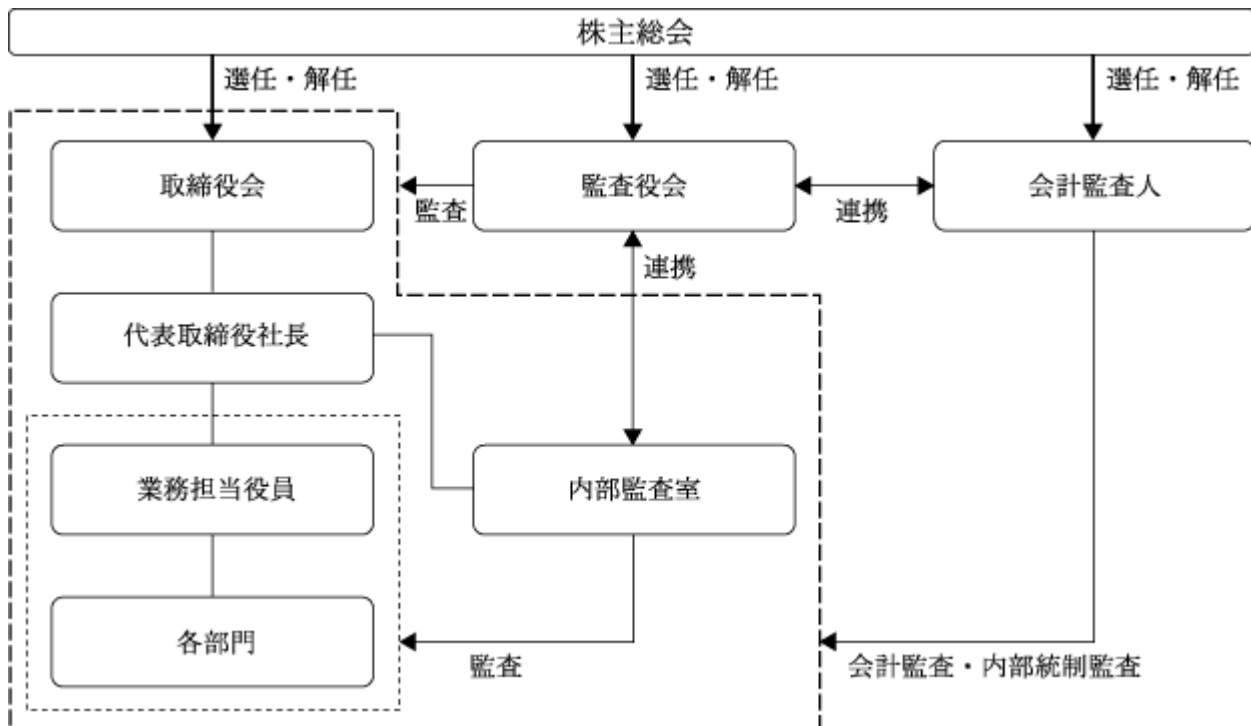 株主総会
選任・解任
選任・解任
選任・解任
取締役会
監査役会
会計監査人
監査
連携
連携
代表取締役社長
業務担当役員
内部監査室
各部門
監査
会計監査・内部統制監査